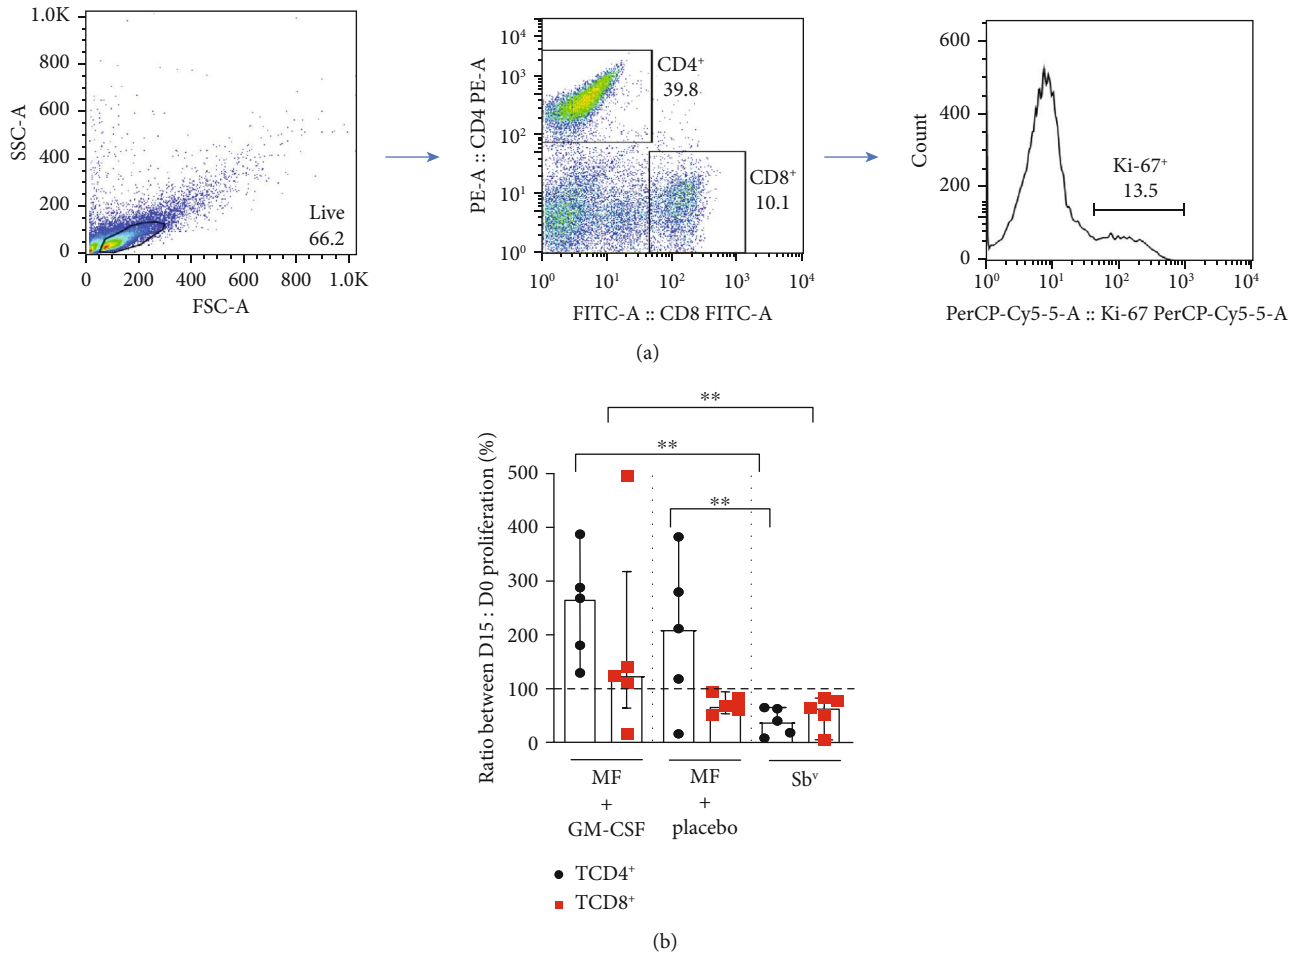 1.0K
800
600
400
200
0
SSC-A
Live
66.2
0 200 400 600 800 1.0K
FSC-A
10⁴
10³
10²
10¹
10⁰
PE-A :: CD4 PE-A
CD4⁺
39.8
CD8⁺
10.1
10⁰ 10¹ 10² 10³ 10⁴
FITC-A :: CD8 FITC-A
600
400
200
0
Count
Ki-67⁺
13.5
10⁰ 10¹ 10² 10³ 10⁴
PerCP-Cy5-5-A :: Ki-67 PerCP-Cy5-5-A
(a)
**
**
**
Ratio between D15 : D0 proliferation (%)
500
400
300
200
100
0
MF
+
GM-CSF
MF
+
placebo
Sbᵛ
TCD4⁺
TCD8⁺
(b)